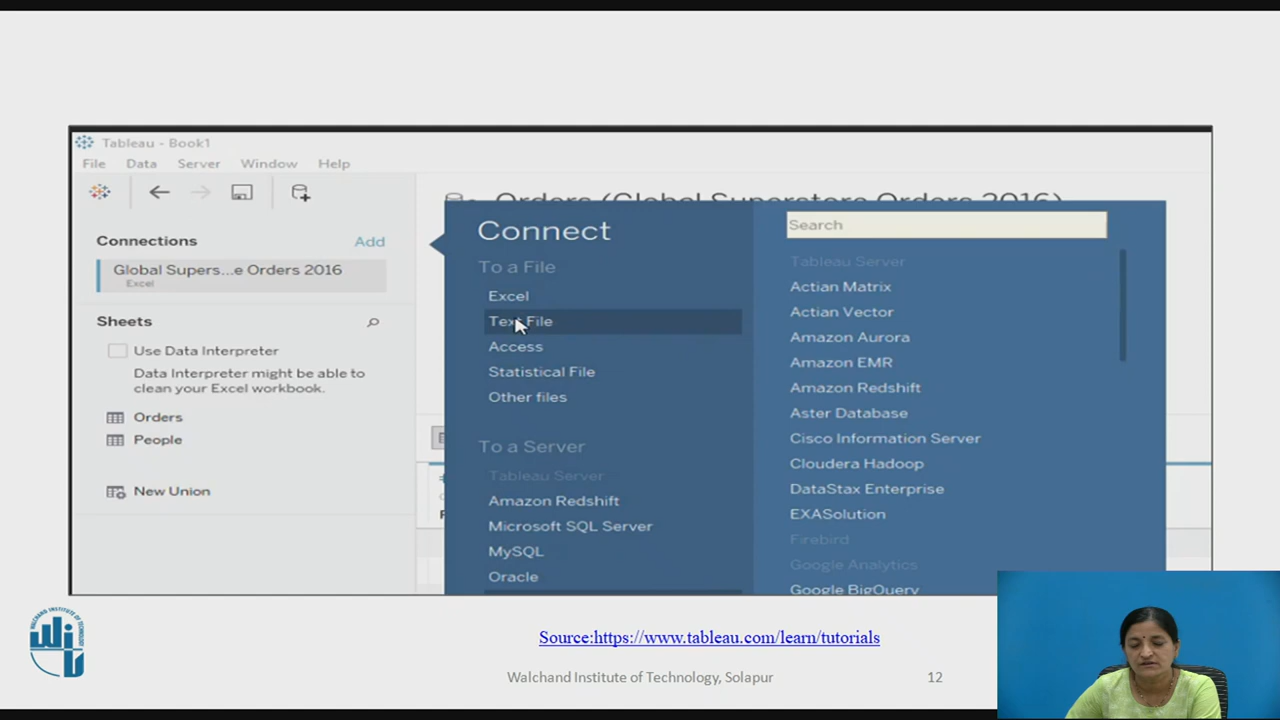 Tableau - Book1
File Data Server Window Help
Orders (Global Superstore Orders 2016)
Connections Add
Global Supers...e Orders 2016
Excel
Sheets
Use Data Interpreter
Data Interpreter might be able to
clean your Excel workbook.
Orders
People
New Union
Connect
To a File
Excel
Text File
Access
Statistical File
Other files
To a Server
Tableau Server
Amazon Redshift
Microsoft SQL Server
MySQL
Oracle
Search
Tableau Server
Actian Matrix
Actian Vector
Amazon Aurora
Amazon EMR
Amazon Redshift
Aster Database
Cisco Information Server
Cloudera Hadoop
DataStax Enterprise
EXASolution
Firebird
Google Analytics
Google BigQuery
WALCHAND INSTITUTE OF TECHNOLOGY
WIT
Source:https://www.tableau.com/learn/tutorials
Walchand Institute of Technology, Solapur 12